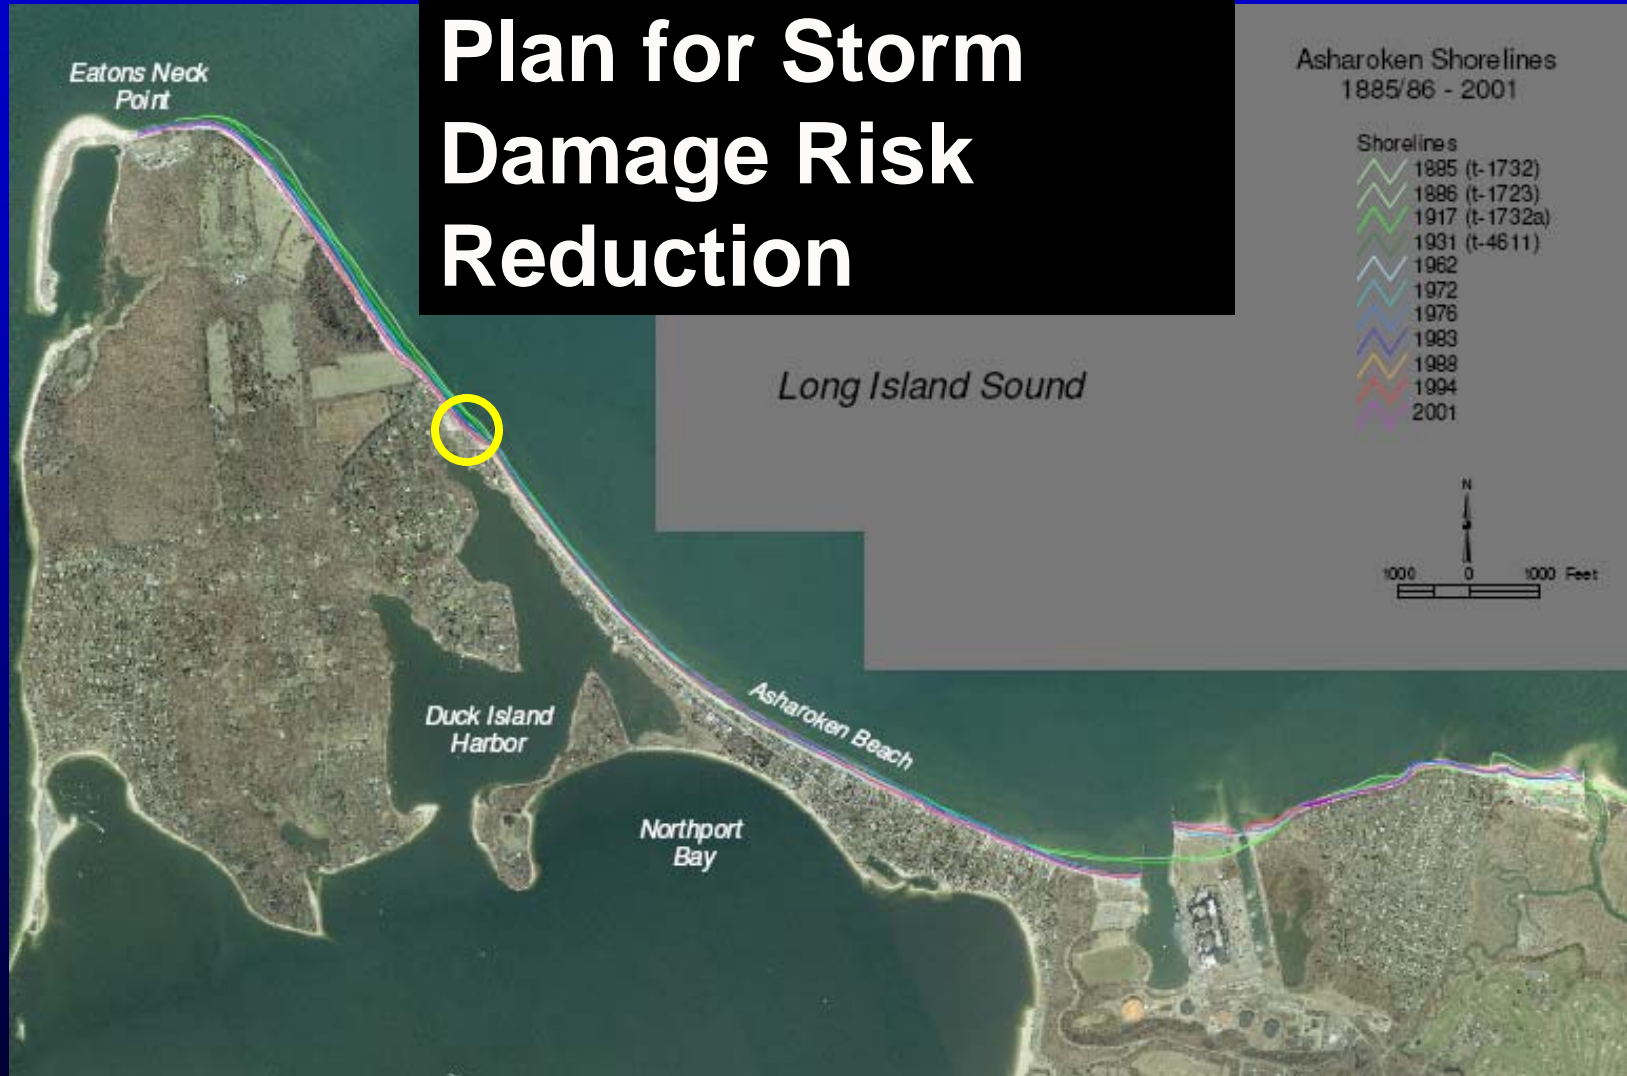 Plan for Storm
Damage Risk
Reduction
Eatons Neck
Point
Asharoken Shorelines
1885/86 - 2001
Shorelines
1885 (t-1732)
1886 (t-1723)
1917 (t-1732a)
1931 (t-4611)
1962
1972
1976
1983
1988
1994
2001
Long Island Sound
N
1000 0 1000 Feet
Asharoken Beach
Duck Island
Harbor
Northport
Bay